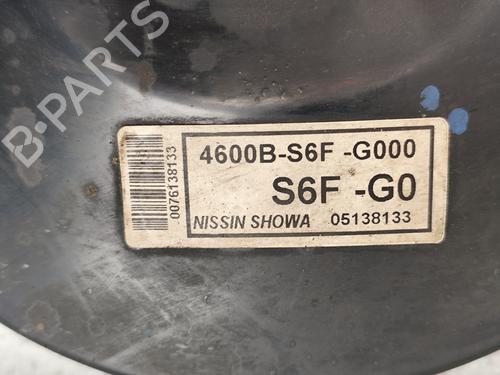 B-PARTS
4600B-S6F -G000
S6F -G0
NISSIN SHOWA 05138133
0076138133